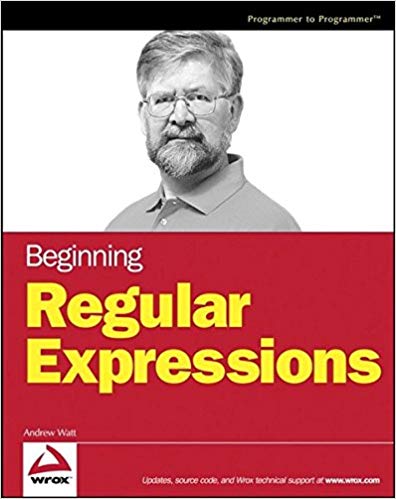 Programmer to Programmer™
Beginning
Regular
Expressions
Andrew Watt
wrox
Updates, source code, and Wrox technical support at www.wrox.com